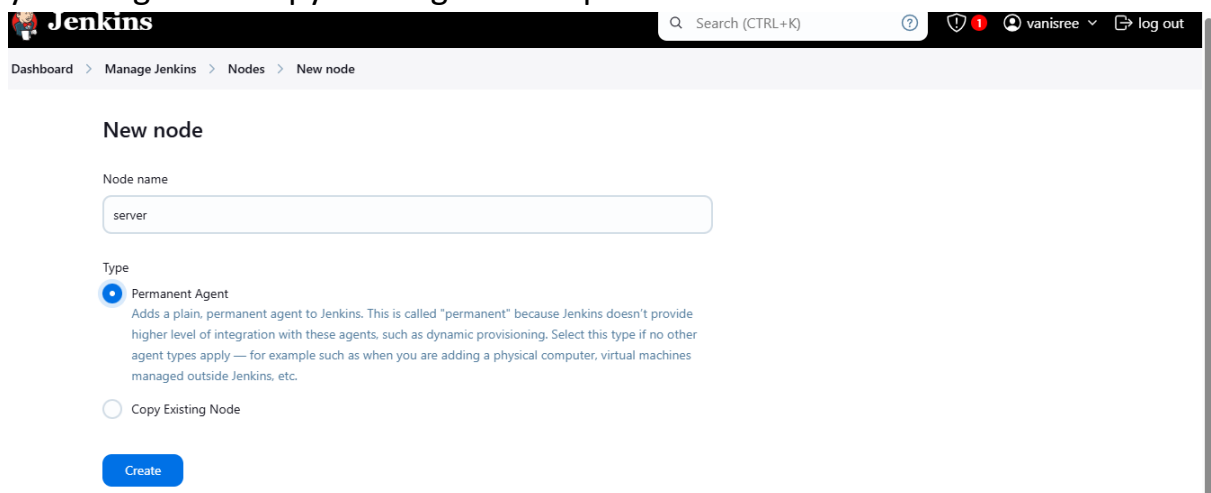 Jenkins
Search (CTRL+K)
?
1
vanisree
log out
Dashboard > Manage Jenkins > Nodes > New node
New node
Node name
server
Type
Permanent Agent
Adds a plain, permanent agent to Jenkins. This is called "permanent" because Jenkins doesn't provide
higher level of integration with these agents, such as dynamic provisioning. Select this type if no other
agent types apply — for example such as when you are adding a physical computer, virtual machines
managed outside Jenkins, etc.
Copy Existing Node
Create